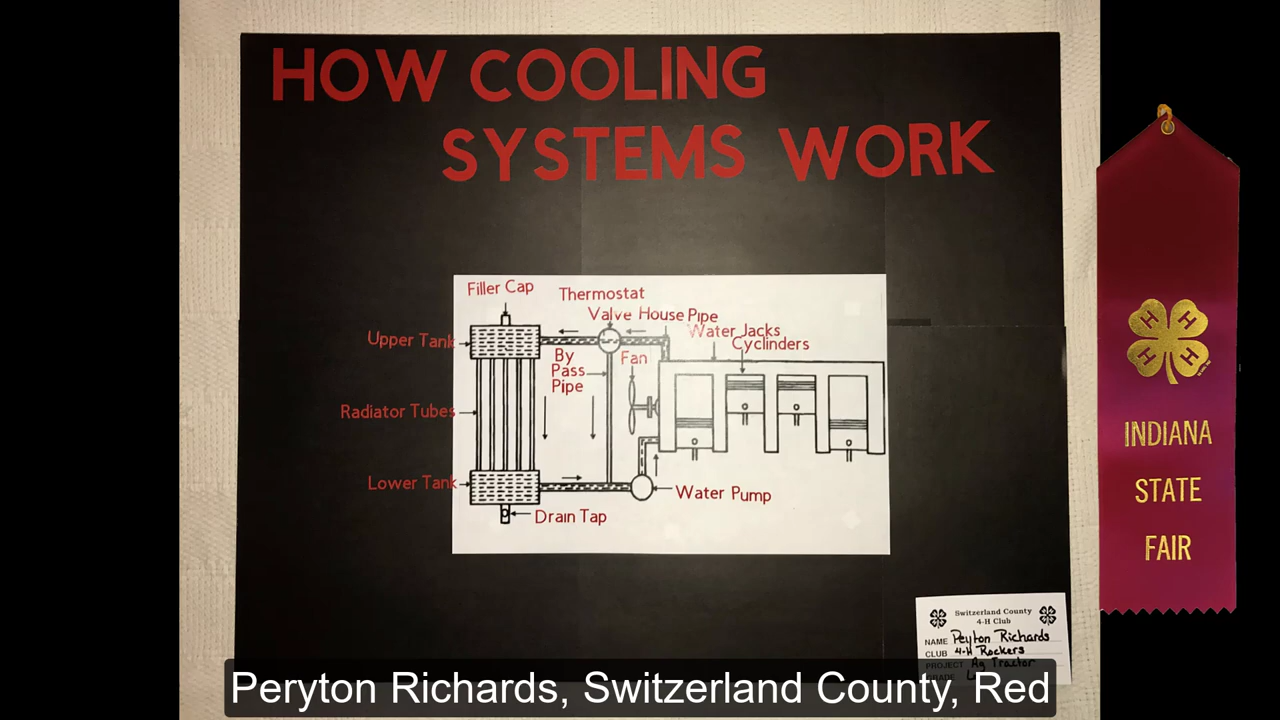 HOW COOLING
SYSTEMS WORK
Filler Cap
Thermostat
Valve House Pipe
Water Jacks
Cyclinders
Upper Tank
By
Pass
Pipe
Fan
Radiator Tubes
Lower Tank
Water Pump
Drain Tap
H H
H H
INDIANA
STATE
FAIR
Switzerland County
4-H Club
NAME Peyton Richards
CLUB 4-H Rockers
PROJECT Ag Tractor
GRADE
Peryton Richards, Switzerland County, Red